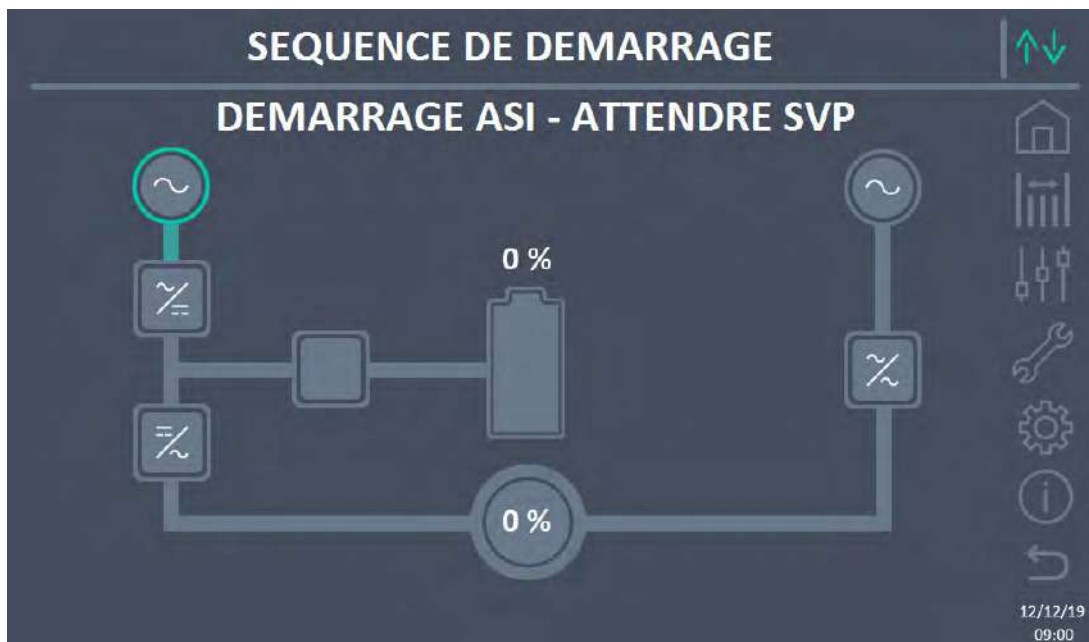 SEQUENCE DE DEMARRAGE
DEMARRAGE ASI - ATTENDRE SVP
0 %
0 %
12/12/19
09:00